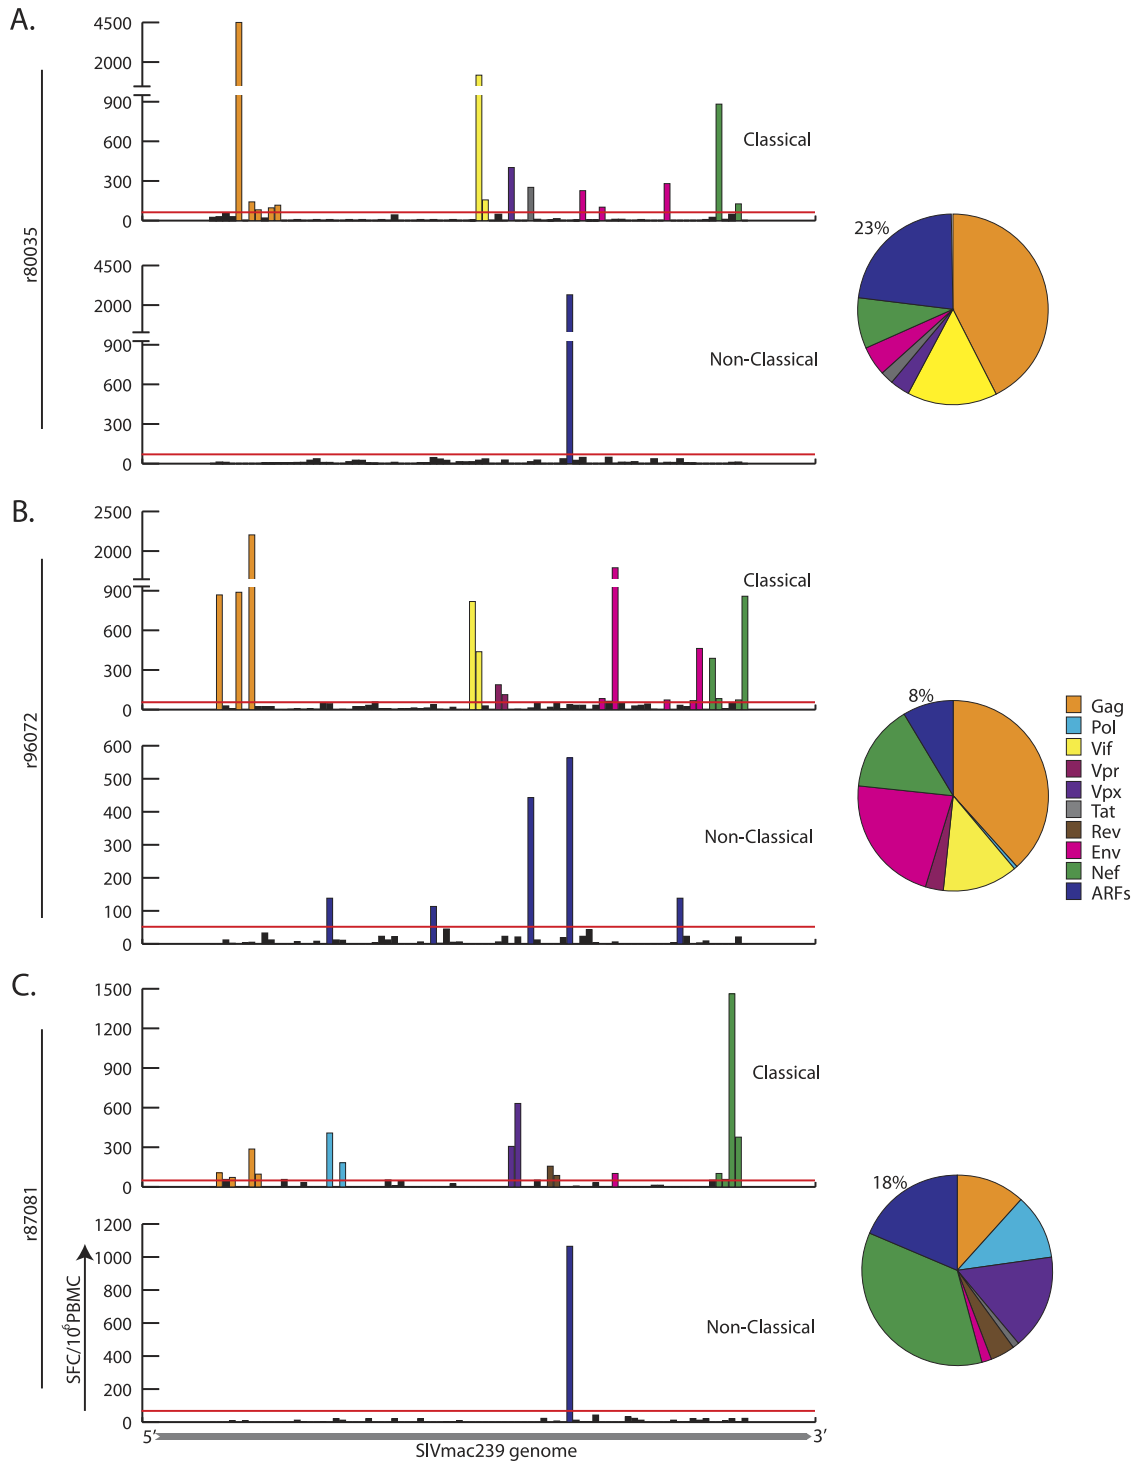 A.
4500
2000
900
600
300
0
Classical
r80035
4500
2000
900
600
300
0
Non-Classical
23%
B.
2500
2000
900
600
300
0
Classical
r96072
600
500
400
300
200
100
0
Non-Classical
8%
Gag
Pol
Vif
Vpr
Vpx
Tat
Rev
Env
Nef
ARFs
C.
1500
1200
900
600
300
0
Classical
r87081
1200
1000
800
600
400
200
0
Non-Classical
18%
SFC/10⁶PBMC
5′
3′
SIVmac239 genome